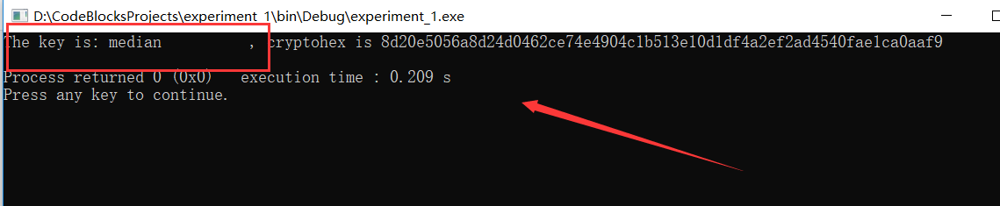 D:\CodeBlocksProjects\experiment_1\bin\Debug\experiment_1.exe
The key is: median          , cryptohex is 8d20e5056a8d24d0462ce74e4904c1b513e10d1df4a2ef2ad4540fae1ca0aaf9
Process returned 0 (0x0)   execution time : 0.209 s
Press any key to continue.